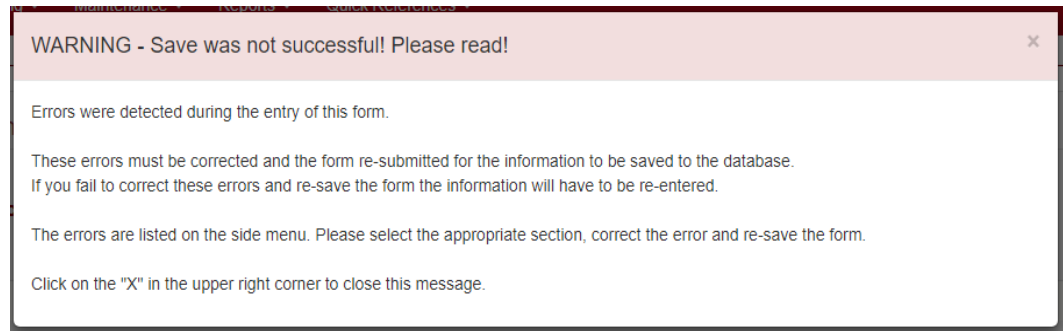 Maintenance Reports Quick References
WARNING - Save was not successful! Please read!
×
Errors were detected during the entry of this form.
These errors must be corrected and the form re-submitted for the information to be saved to the database.
If you fail to correct these errors and re-save the form the information will have to be re-entered.
The errors are listed on the side menu. Please select the appropriate section, correct the error and re-save the form.
Click on the "X" in the upper right corner to close this message.